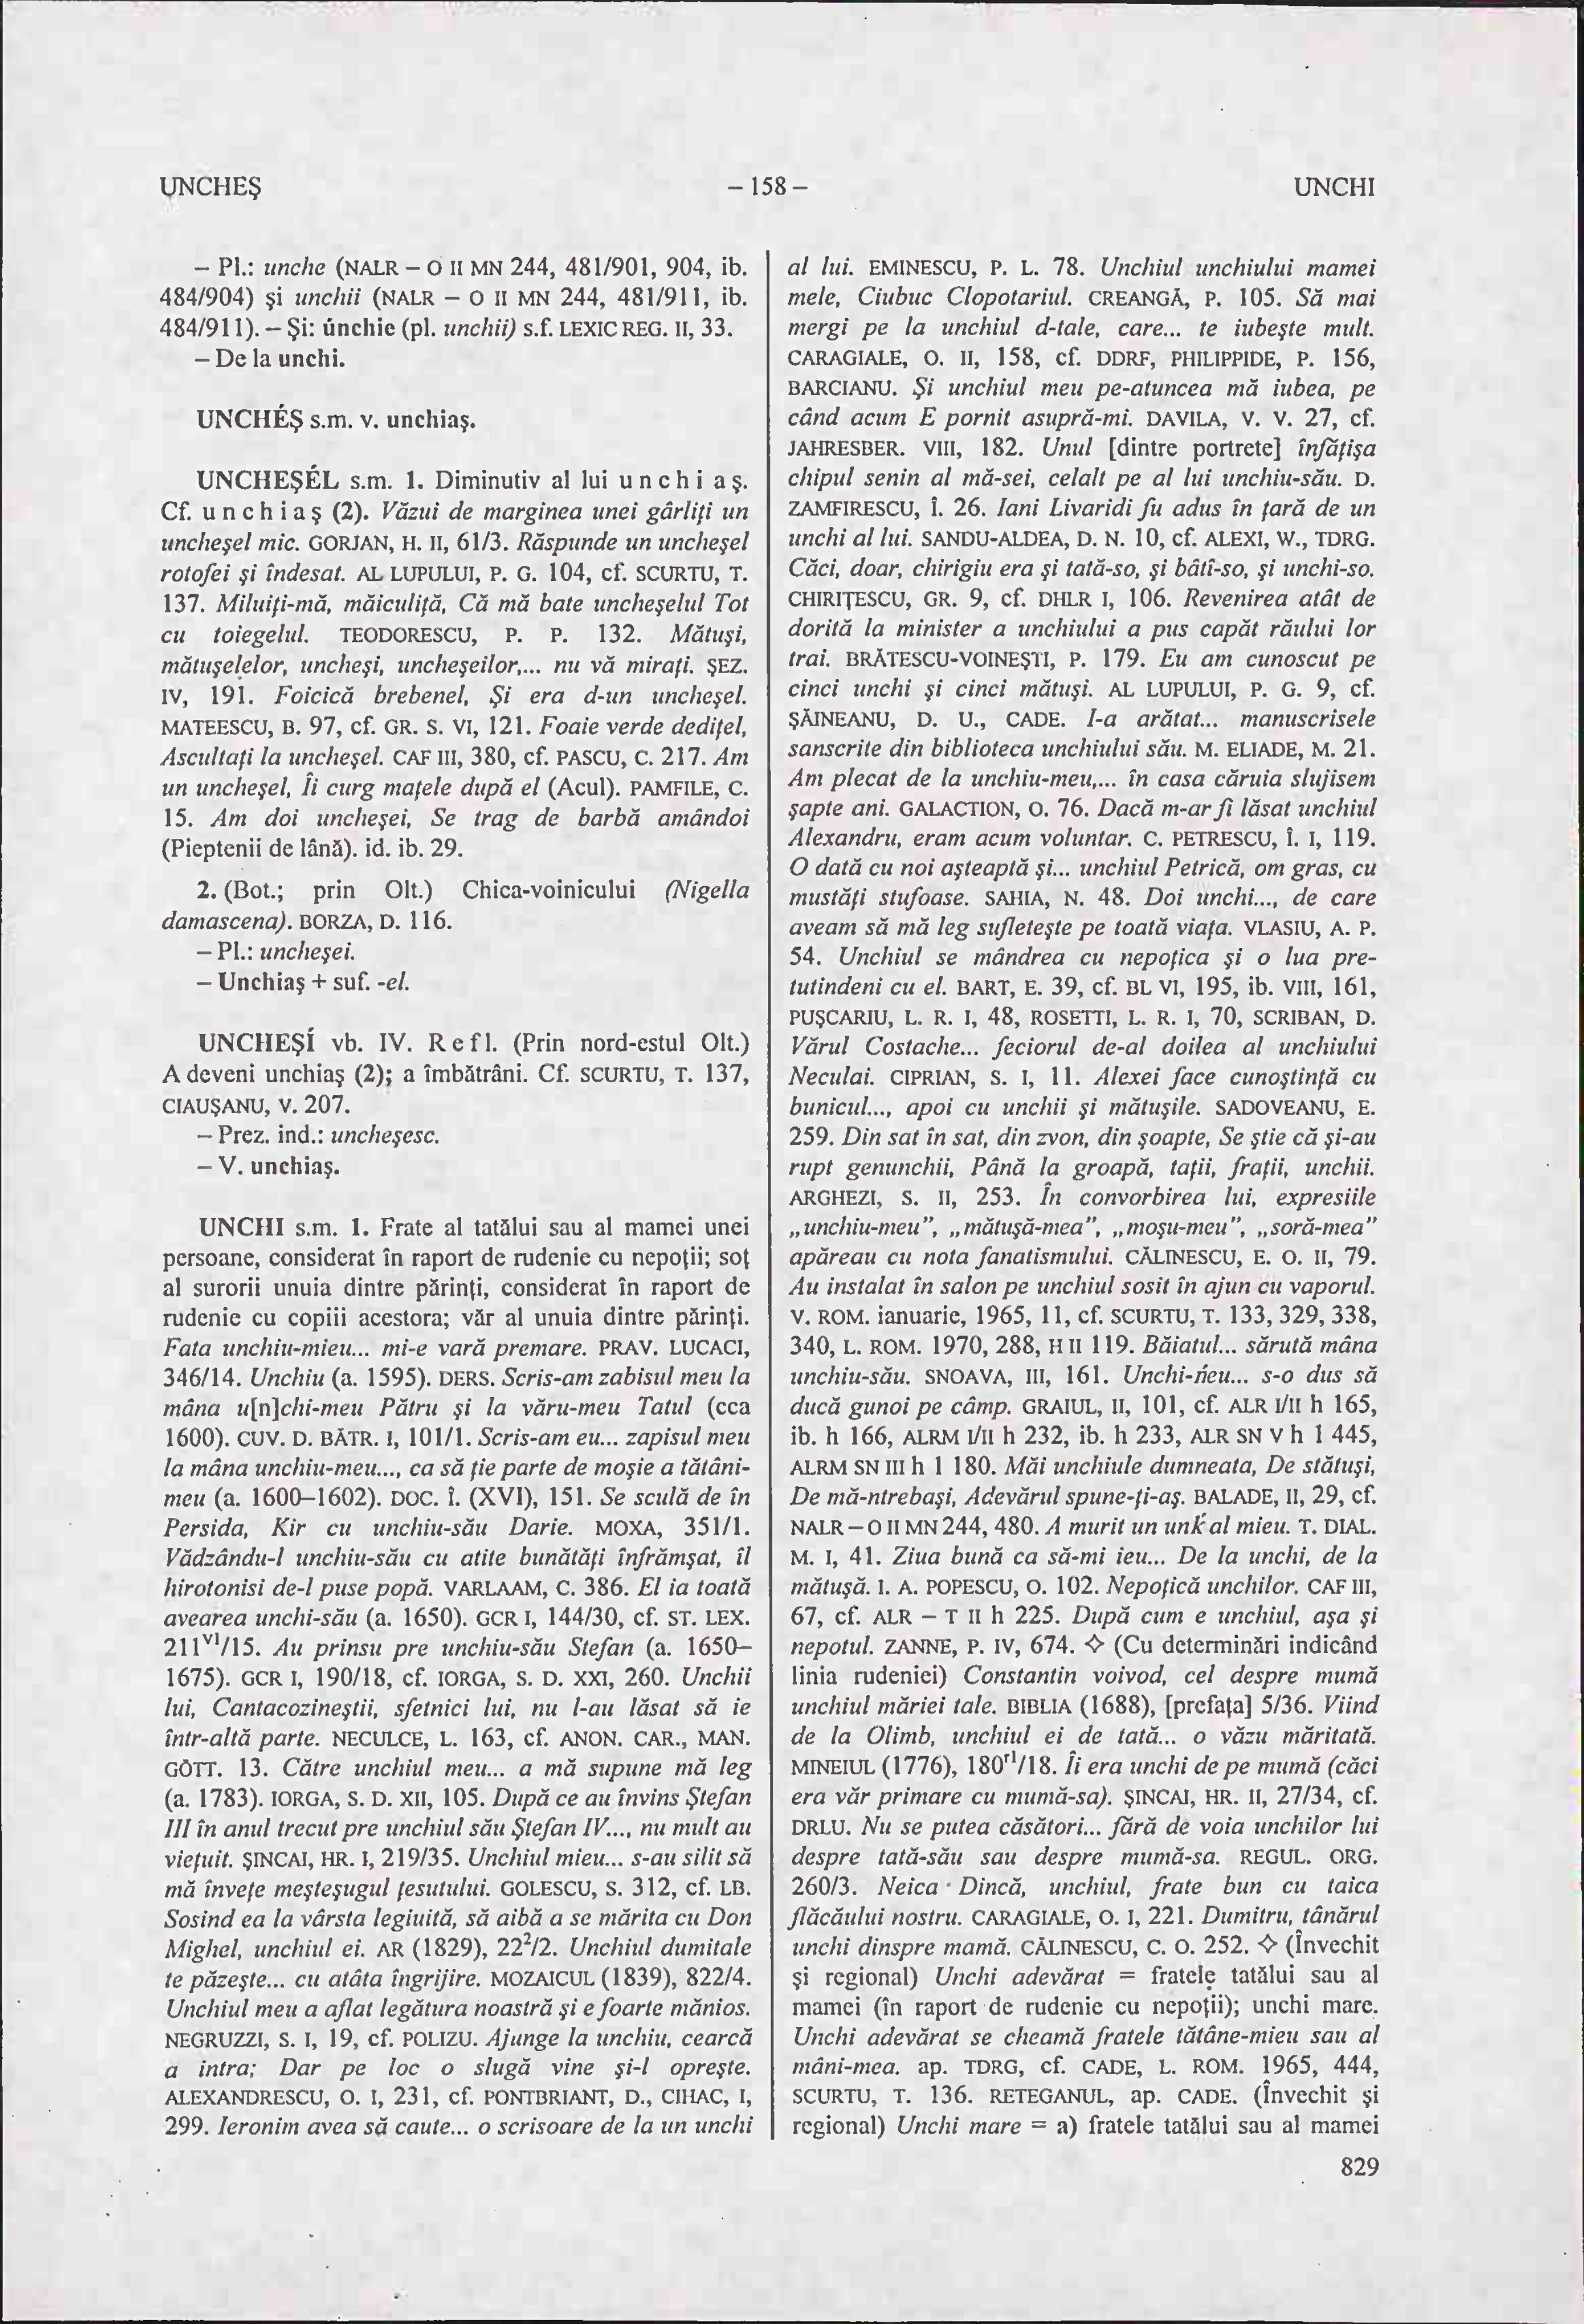 UNCHEŞ
– 158 –
UNCHI
– Pl.: unche (NALR – O II MN 244, 481/901, 904, ib.
484/904) şi unchii (NALR – O II MN 244, 481/911, ib.
484/911). – Şi: únchie (pl. unchii) s.f. LEXIC REG. II, 33.
– De la unchi.
UNCHÉŞ s.m. v. unchiaş.
UNCHEŞÉL s.m. 1. Diminutiv al lui u n c h i a ş.
Cf. u n c h i a ş (2). Văzui de marginea unei gârliţi un
uncheşel mic. GORJAN, H. II, 61/3. Răspunde un uncheşel
rotofei şi îndesat. AL LUPULUI, P. G. 104, cf. SCURTU, T.
137. Miluiţi-mă, măiculiţă, Că mă bate uncheşelul Tot
cu toiegelul. TEODORESCU, P. P. 132. Mătuşi,
mătuşelelor, uncheşi, uncheşeilor,... nu vă miraţi. ŞEZ.
IV, 191. Foicică brebenel, Şi era d-un uncheşel.
MATEESCU, B. 97, cf. GR. S. VI, 121. Foaie verde dediţel,
Ascultaţi la uncheşel. CAF III, 380, cf. PASCU, C. 217. Am
un uncheşel, Îi curg maţele după el (Acul). PAMFILE, C.
15. Am doi uncheşei, Se trag de barbă amândoi
(Pieptenii de lână). id. ib. 29.
2. (Bot.; prin Olt.) Chica-voinicului (Nigella
damascena). BORZA, D. 116.
– Pl.: uncheşei.
– Unchiaş + suf. -el.
UNCHEŞÍ vb. IV. R e f l. (Prin nord-estul Olt.)
A deveni unchiaş (2); a îmbătrâni. Cf. SCURTU, T. 137,
CIAUŞANU, V. 207.
– Prez. ind.: uncheşesc.
– V. unchiaş.
UNCHI s.m. 1. Frate al tatălui sau al mamei unei
persoane, considerat în raport de rudenie cu nepoţii; soţ
al surorii unuia dintre părinţi, considerat în raport de
rudenie cu copiii acestora; văr al unuia dintre părinţi.
Fata unchiu-mieu... mi-e vară premare. PRAV. LUCACI,
346/14. Unchiu (a. 1595). DERS. Scris-am zabisul meu la
mâna u[n]chi-meu Pătru şi la văru-meu Tatul (cca
1600). CUV. D. BĂTR. I, 101/1. Scris-am eu... zapisul meu
la mâna unchiu-meu..., ca să ţie parte de moşie a tătâni-
meu (a. 1600–1602). DOC. Î. (XVI), 151. Se sculă de în
Persida, Kir cu unchiu-său Darie. MOXA, 351/1.
Vădzându-l unchiu-său cu atite bunătăţi înfrămşat, îl
hirotonisi de-l puse popă. VARLAAM, C. 386. El ia toată
avearea unchi-său (a. 1650). GCR I, 144/30, cf. ST. LEX.
211ᵛ¹/15. Au prinsu pre unchiu-său Stefan (a. 1650–
1675). GCR I, 190/18, cf. IORGA, S. D. XXI, 260. Unchii
lui, Cantacozineştii, sfetnici lui, nu l-au lăsat să ie
într-altă parte. NECULCE, L. 163, cf. ANON. CAR., MAN.
GÖTT. 13. Către unchiul meu... a mă supune mă leg
(a. 1783). IORGA, S. D. XII, 105. După ce au învins Ştefan
III în anul trecut pre unchiul său Ştefan IV..., nu mult au
vieţuit. ŞINCAI, HR. I, 219/35. Unchiul mieu... s-au silit să
mă înveţe meşteşugul ţesutului. GOLESCU, S. 312, cf. LB.
Sosind ea la vârsta legiuită, să aibă a se mărita cu Don
Mighel, unchiul ei. AR (1829), 22²/2. Unchiul dumitale
te păzeşte... cu atâta îngrijire. MOZAICUL (1839), 822/4.
Unchiul meu a aflat legătura noastră şi e foarte mănios.
NEGRUZZI, S. I, 19, cf. POLIZU. Ajunge la unchiu, cearcă
a intra; Dar pe loc o slugă vine şi-l opreşte.
ALEXANDRESCU, O. I, 231, cf. PONTBRIANT, D., CIHAC, I,
299. Ieronim avea să caute... o scrisoare de la un unchi
al lui. EMINESCU, P. L. 78. Unchiul unchiului mamei
mele, Ciubuc Clopotariul. CREANGĂ, P. 105. Să mai
mergi pe la unchiul d-tale, care... te iubeşte mult.
CARAGIALE, O. II, 158, cf. DDRF, PHILIPPIDE, P. 156,
BARCIANU. Şi unchiul meu pe-atuncea mă iubea, pe
când acum E pornit asupră-mi. DAVILA, V. V. 27, cf.
JAHRESBER. VIII, 182. Unul [dintre portrete] înfăţişa
chipul senin al mă-sei, celalt pe al lui unchiu-său. D.
ZAMFIRESCU, Î. 26. Iani Livaridi fu adus în ţară de un
unchi al lui. SANDU-ALDEA, D. N. 10, cf. ALEXI, W., TDRG.
Căci, doar, chirigiu era şi tată-so, şi bâtî-so, şi unchi-so.
CHIRIŢESCU, GR. 9, cf. DHLR I, 106. Revenirea atât de
dorită la minister a unchiului a pus capăt răului lor
trai. BRĂTESCU-VOINEŞTI, P. 179. Eu am cunoscut pe
cinci unchi şi cinci mătuşi. AL LUPULUI, P. G. 9, cf.
ŞĂINEANU, D. U., CADE. I-a arătat... manuscrisele
sanscrite din biblioteca unchiului său. M. ELIADE, M. 21.
Am plecat de la unchiu-meu,... în casa căruia slujisem
şapte ani. GALACTION, O. 76. Dacă m-ar fi lăsat unchiul
Alexandru, eram acum voluntar. C. PETRESCU, Î. I, 119.
O dată cu noi aşteaptă şi... unchiul Petrică, om gras, cu
mustăţi stufoase. SAHIA, N. 48. Doi unchi..., de care
aveam să mă leg sufleteşte pe toată viaţa. VLASIU, A. P.
54. Unchiul se mândrea cu nepoţica şi o lua pre-
tutindeni cu el. BART, E. 39, cf. BL VI, 195, ib. VIII, 161,
PUŞCARIU, L. R. I, 48, ROSETTI, L. R. I, 70, SCRIBAN, D.
Vărul Costache... feciorul de-al doilea al unchiului
Neculai. CIPRIAN, S. I, 11. Alexei face cunoştinţă cu
bunicul..., apoi cu unchii şi mătuşile. SADOVEANU, E.
259. Din sat în sat, din zvon, din şoapte, Se ştie că şi-au
rupt genunchii, Până la groapă, taţii, fraţii, unchii.
ARGHEZI, S. II, 253. În convorbirea lui, expresiile
„unchiu-meu”, „mătuşă-mea”, „moşu-meu”, „soră-mea”
apăreau cu nota fanatismului. CĂLINESCU, E. O. II, 79.
Au instalat în salon pe unchiul sosit în ajun cu vaporul.
V. ROM. ianuarie, 1965, 11, cf. SCURTU, T. 133, 329, 338,
340, L. ROM. 1970, 288, H II 119. Băiatul... sărută mâna
unchiu-său. SNOAVA, III, 161. Unchi-ńeu... s-o dus să
ducă gunoi pe câmp. GRAIUL, II, 101, cf. ALR I/II h 165,
ib. h 166, ALRM I/II h 232, ib. h 233, ALR SN V h 1 445,
ALRM SN III h 1 180. Măi unchiule dumneata, De stătuşi,
De mă-ntrebaşi, Adevărul spune-ţi-aş. BALADE, II, 29, cf.
NALR – O II MN 244, 480. A murit un unḱ al mieu. T. DIAL.
M. I, 41. Ziua bună ca să-mi ieu... De la unchi, de la
mătuşă. I. A. POPESCU, O. 102. Nepoţică unchilor. CAF III,
67, cf. ALR – T II h 225. După cum e unchiul, aşa şi
nepotul. ZANNE, P. IV, 674. ◇ (Cu determinări indicând
linia rudeniei) Constantin voivod, cel despre mumă
unchiul măriei tale. BIBLIA (1688), [prefaţa] 5/36. Viind
de la Olimb, unchiul ei de tată... o văzu măritată.
MINEIUL (1776), 180ʳ¹/18. Îi era unchi de pe mumă (căci
era văr primare cu mumă-sa). ŞINCAI, HR. II, 27/34, cf.
DRLU. Nu se putea căsători... fără de voia unchilor lui
despre tată-său sau despre mumă-sa. REGUL. ORG.
260/3. Neica Dincă, unchiul, frate bun cu taica
flăcăului nostru. CARAGIALE, O. I, 221. Dumitru, tânărul
unchi dinspre mamă. CĂLINESCU, C. O. 252. ◇ (Învechit
şi regional) Unchi adevărat = fratele tatălui sau al
mamei (în raport de rudenie cu nepoţii); unchi mare.
Unchi adevărat se cheamă fratele tătâne-mieu sau al
mâni-mea. ap. TDRG, cf. CADE, L. ROM. 1965, 444,
SCURTU, T. 136. RETEGANUL, ap. CADE. (Învechit şi
regional) Unchi mare = a) fratele tatălui sau al mamei
829